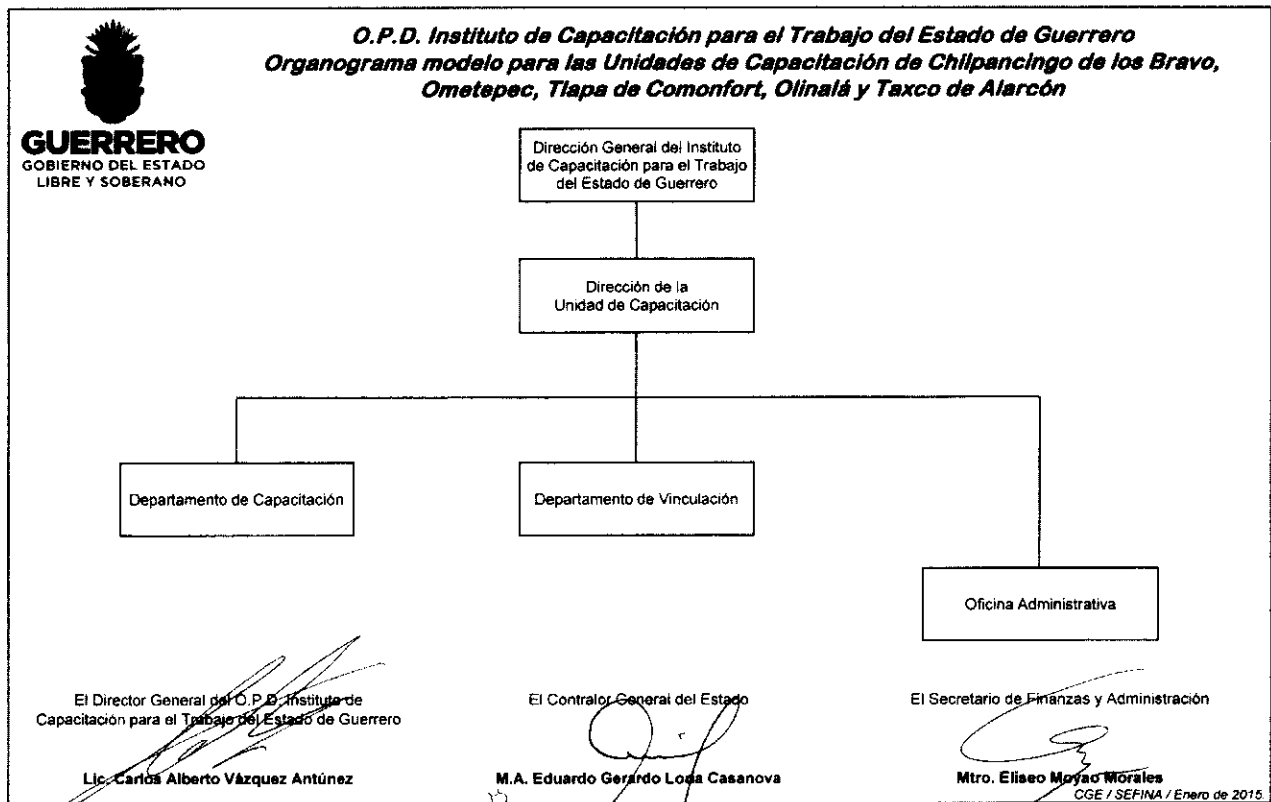 O.P.D. Instituto de Capacitación para el Trabajo del Estado de Guerrero
Organograma modelo para las Unidades de Capacitación de Chilpancingo de los Bravo,
Ometepec, Tlapa de Comonfort, Olinalá y Taxco de Alarcón
GUERRERO
GOBIERNO DEL ESTADO
LIBRE Y SOBERANO
Dirección General del Instituto
de Capacitación para el Trabajo
del Estado de Guerrero
Dirección de la
Unidad de Capacitación
Departamento de Capacitación
Departamento de Vinculación
Oficina Administrativa
El Director General del O.P.D. Instituto de
Capacitación para el Trabajo del Estado de Guerrero
Lic. Carlos Alberto Vázquez Antúnez
El Contralor General del Estado
M.A. Eduardo Gerardo Loria Casanova
El Secretario de Finanzas y Administración
Mtro. Eliseo Moyao Morales
CGE / SEFINA / Enero de 2015